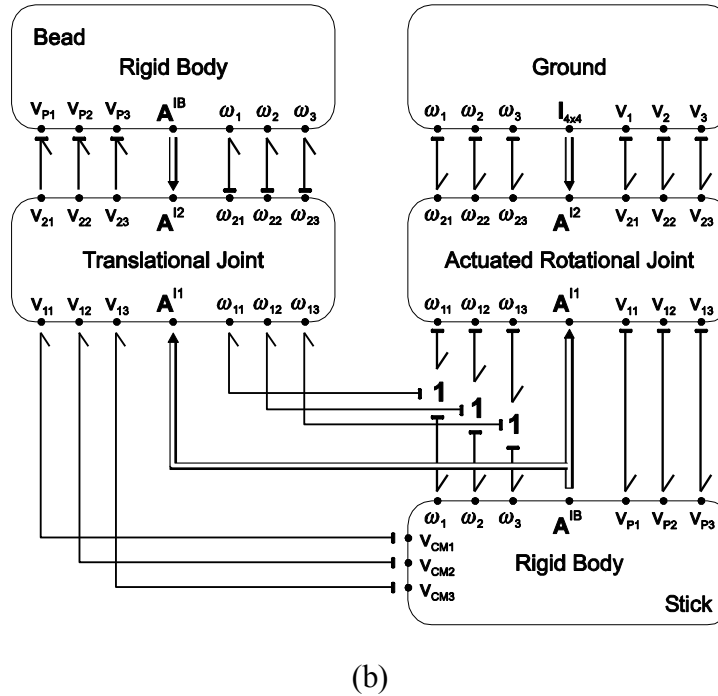 Bead
Rigid Body
Ground
V_P1 V_P2 V_P3 A^IB ω_1 ω_2 ω_3
ω_1 ω_2 ω_3 I_4x4 V_1 V_2 V_3
V_21 V_22 V_23 A^I2 ω_21 ω_22 ω_23
ω_21 ω_22 ω_23 A^I2 V_21 V_22 V_23
Translational Joint
Actuated Rotational Joint
V_11 V_12 V_13 A^I1 ω_11 ω_12 ω_13
ω_11 ω_12 ω_13 A^I1 V_11 V_12 V_13
1
1
1
ω_1 ω_2 ω_3 A^IB V_P1 V_P2 V_P3
V_CM1
V_CM2
Rigid Body
V_CM3
Stick
(b)